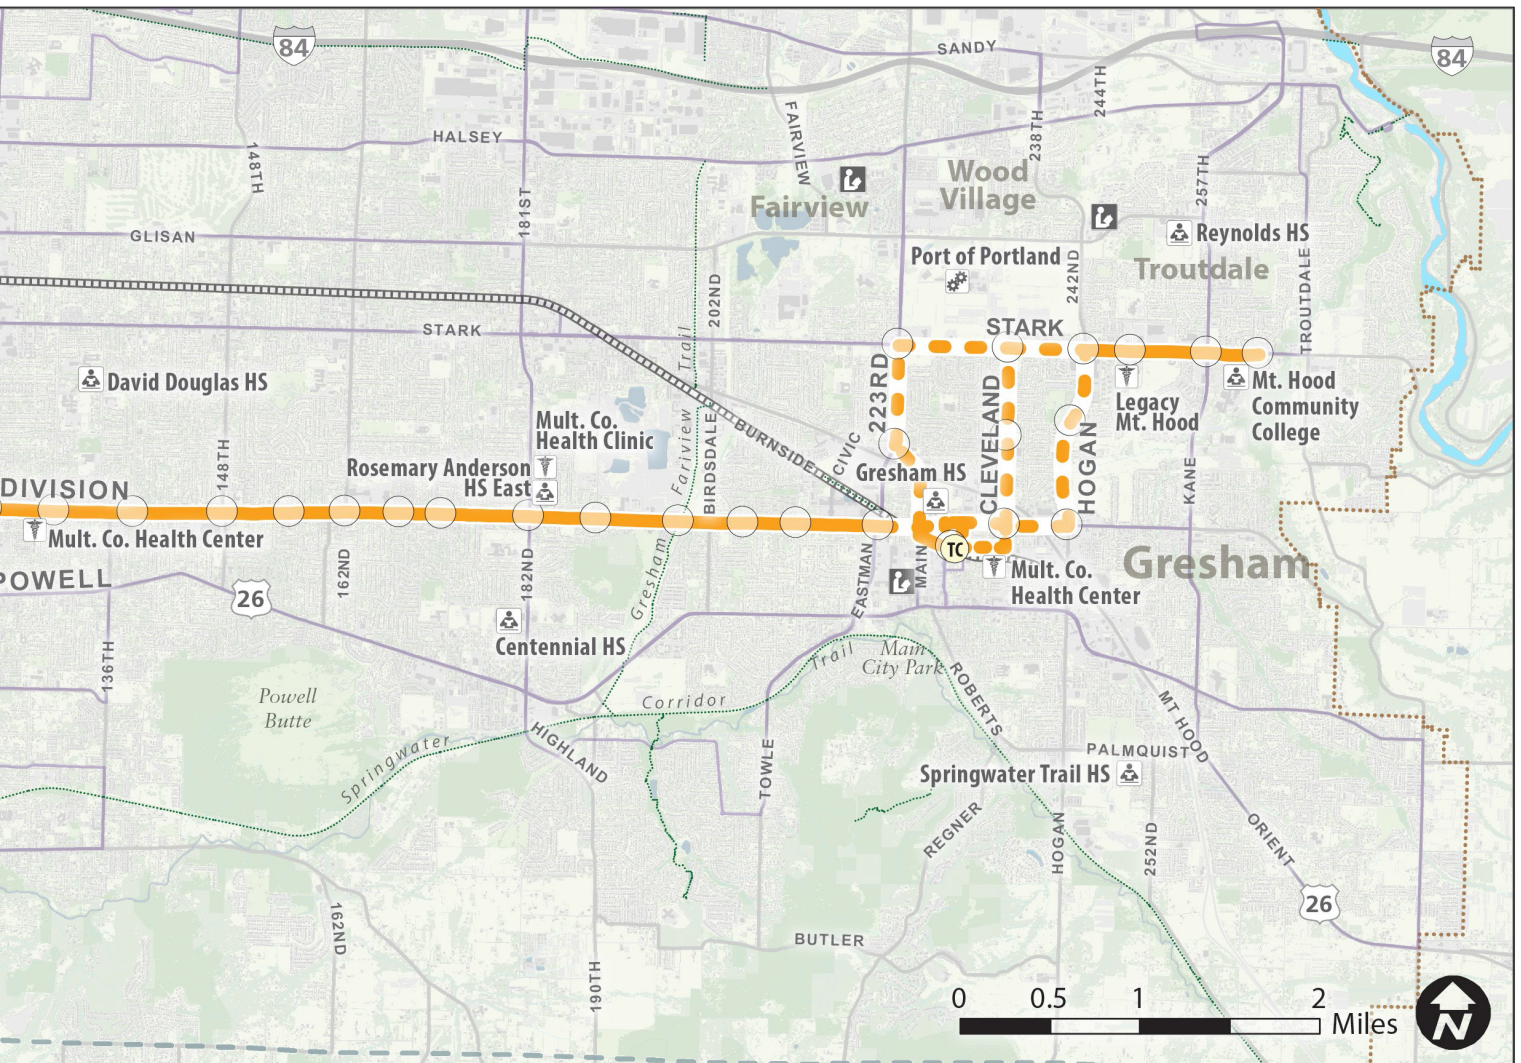 84
SANDY
84
244TH
FAIRVIEW
238TH
HALSEY
148TH
Wood
Village
257TH
181ST
Fairview
GLISAN
Reynolds HS
Port of Portland
Troutdale
242ND
202ND
TROUTDALE
STARK
STARK
Trail
223RD
David Douglas HS
CLEVELAND
Legacy
Mt. Hood
Mt. Hood
Community
College
Mult. Co.
Health Clinic
Fariview
BIRDSDALE
BURNSIDE
CIVIC
HOGAN
148TH
Rosemary Anderson
HS East
Gresham HS
KANE
DIVISION
Mult. Co. Health Center
TC
Gresham
162ND
182ND
Gresham
EASTMAN
MAIN
Mult. Co.
Health Center
POWELL
26
136TH
Centennial HS
Trail
Main
City Park
Powell
Butte
Corridor
ROBERTS
MT HOOD
Springwater
HIGHLAND
TOWLE
PALMQUIST
Springwater Trail HS
REGNER
HOGAN
252ND
ORIENT
26
162ND
BUTLER
190TH
0 0.5 1 2
Miles
N